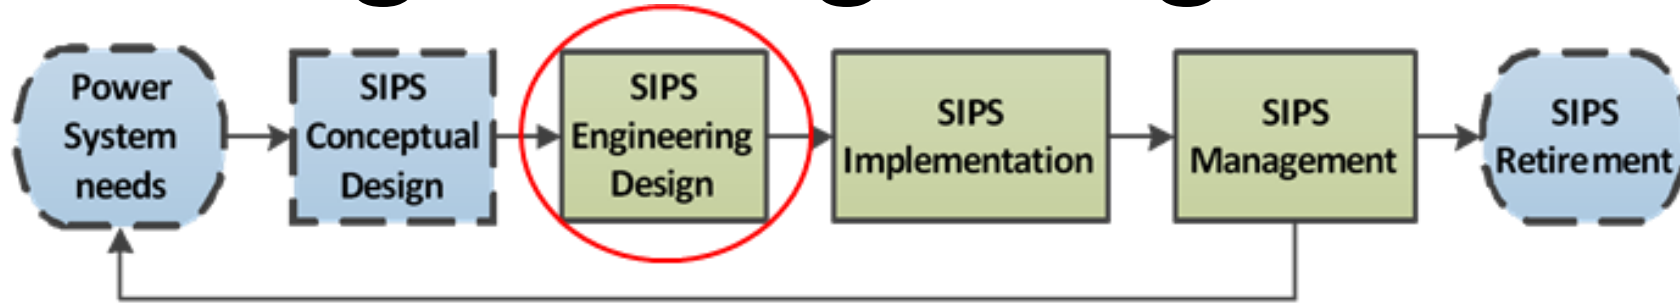 Power
System
needs
SIPS
Conceptual
Design
SIPS
Engineering
Design
SIPS
Implementation
SIPS
Management
SIPS
Retirement